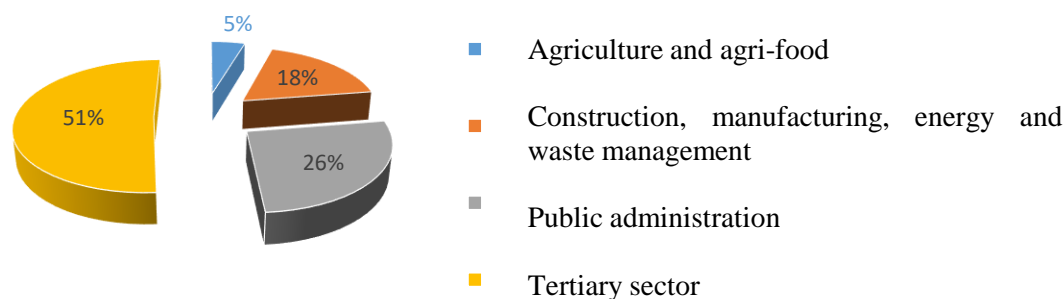 5%
18%
51%
26%
Agriculture and agri-food
Construction, manufacturing, energy and
waste management
Public administration
Tertiary sector